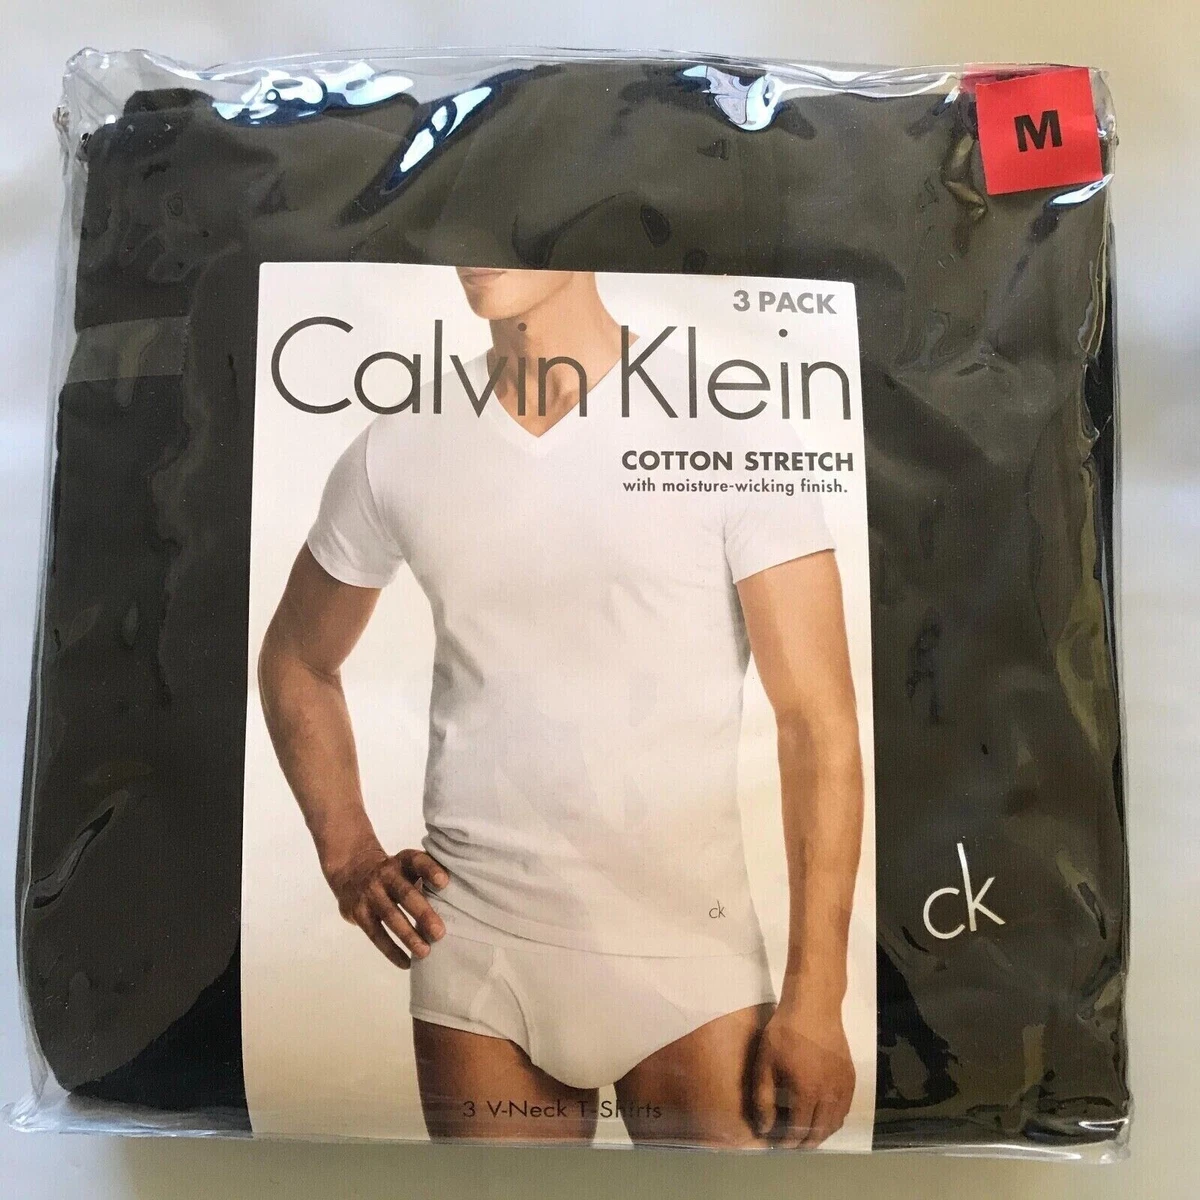 M
3 PACK
Calvin Klein
COTTON STRETCH
with moisture-wicking finish.
ck
ck
3 V-Neck T-Shirts